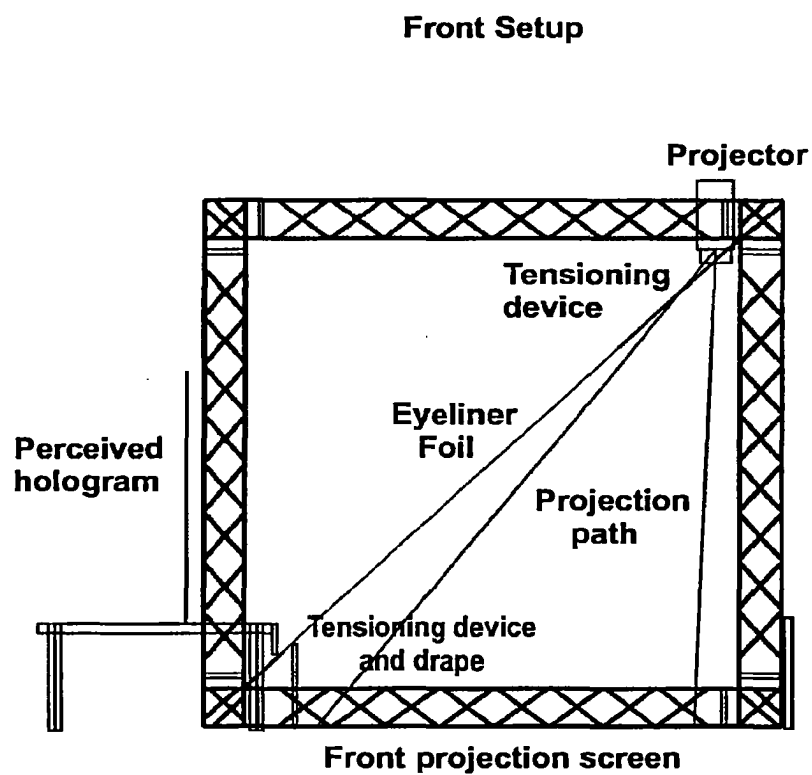 Front Setup
Projector
Tensioning
device
Eyeliner
Foil
Perceived
hologram
Projection
path
Tensioning device
and drape
Front projection screen